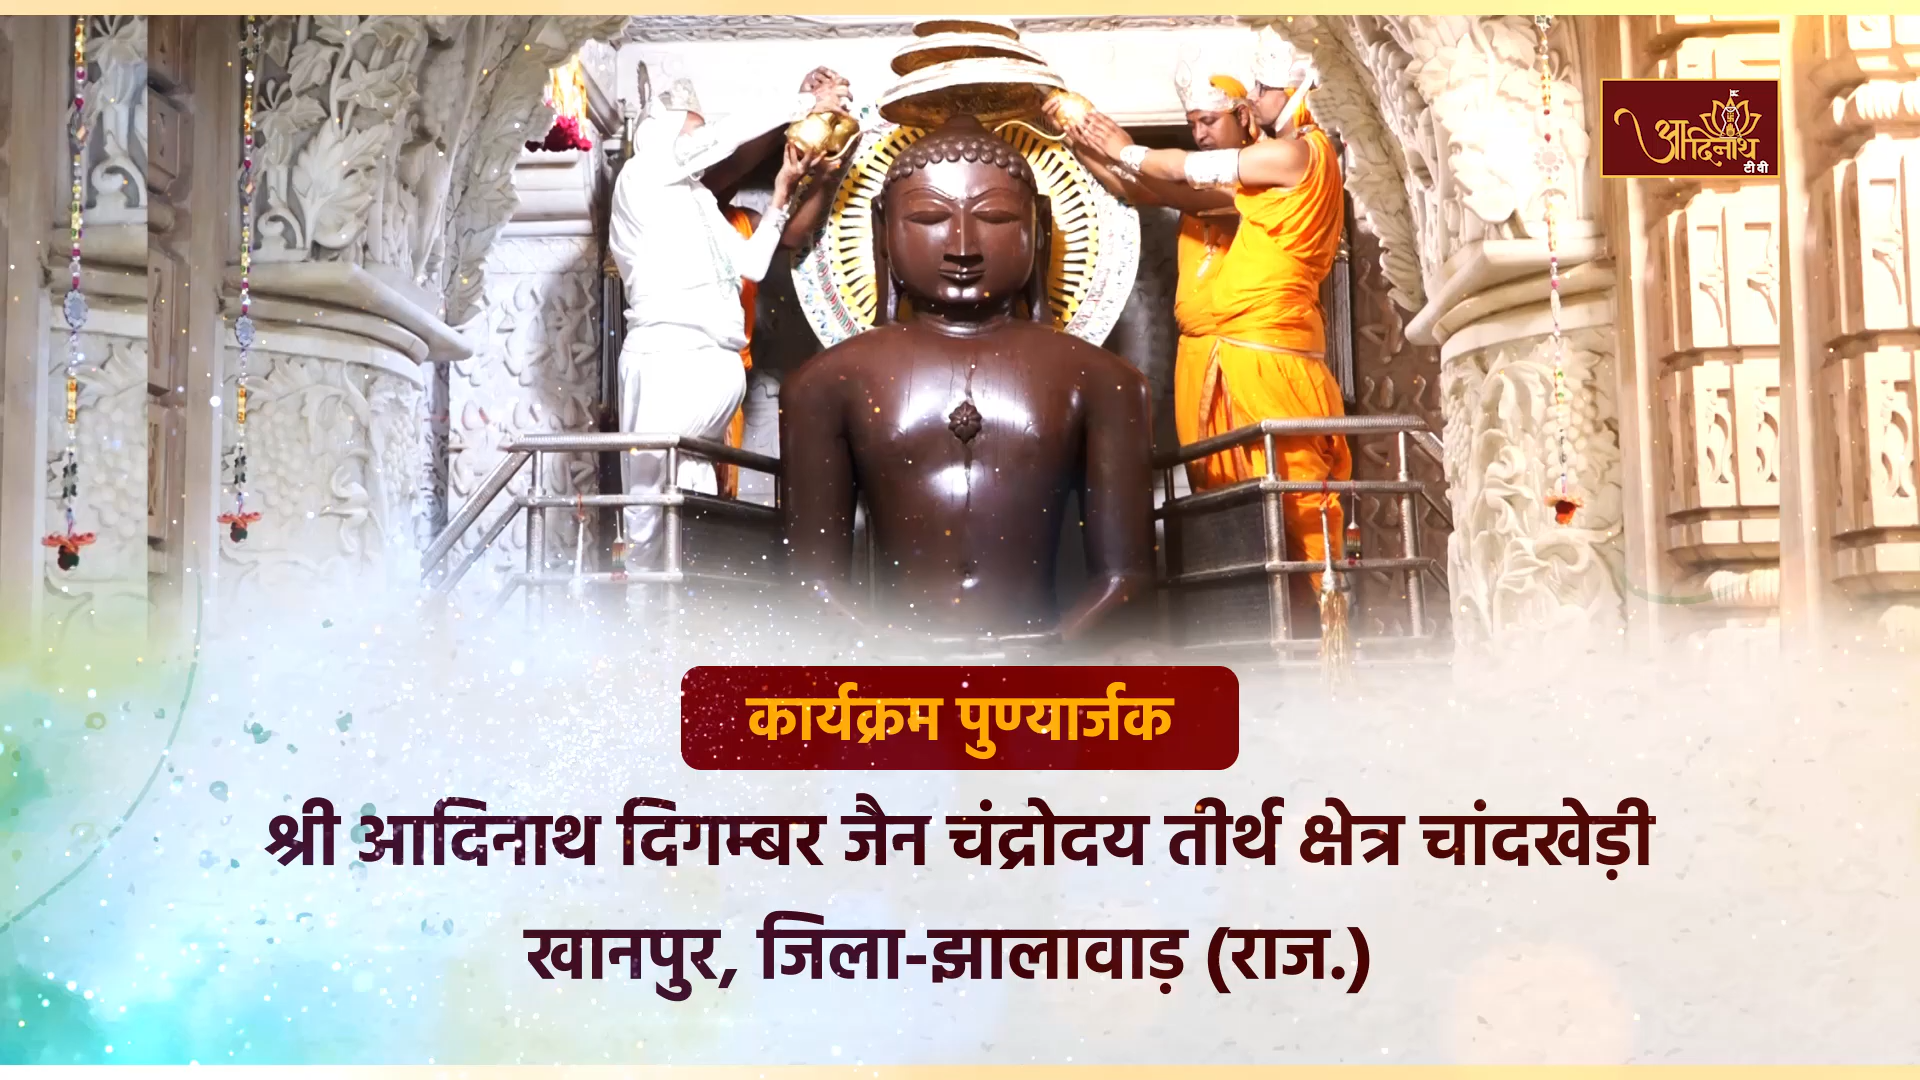 आदिनाथ
टीवी
कार्यक्रम पुण्यार्जक
श्री आदिनाथ दिगम्बर जैन चंद्रोदय तीर्थ क्षेत्र चांदखेड़ी
खानपुर, जिला-झालावाड़ (राज.)